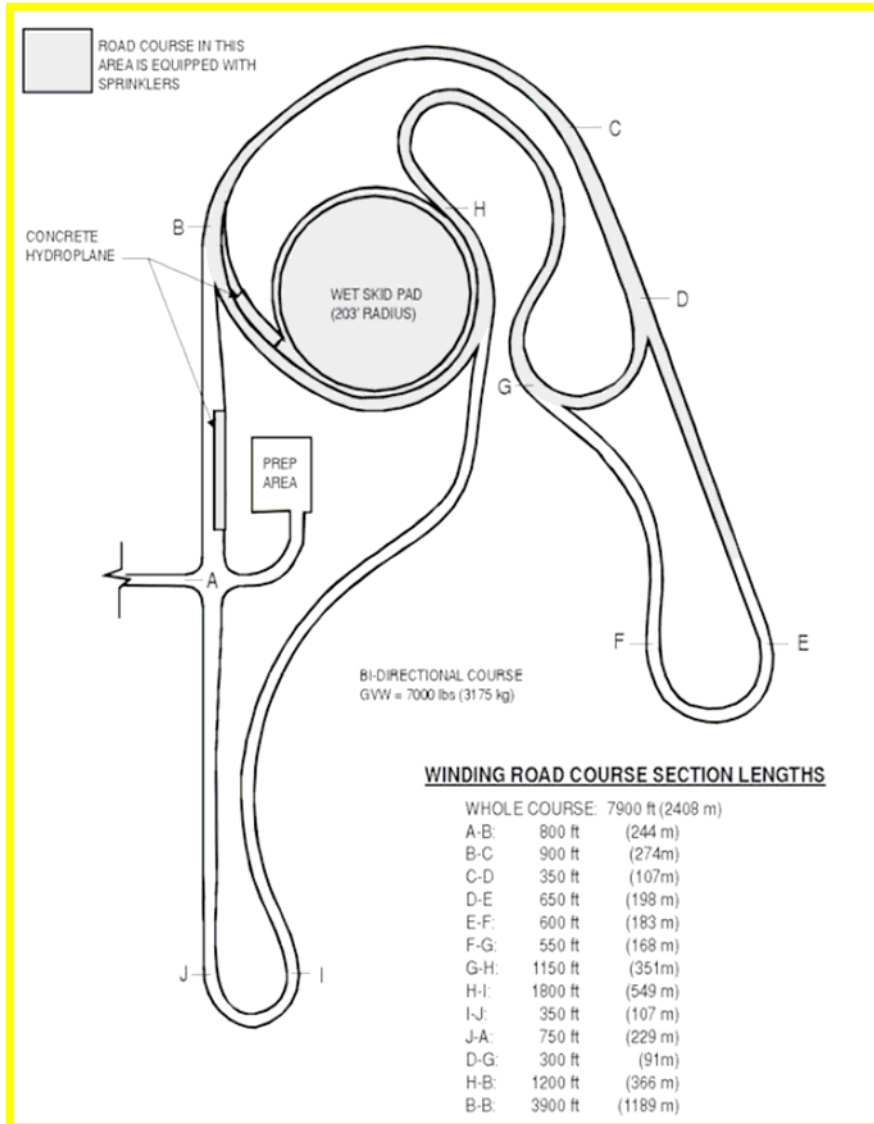 ROAD COURSE IN THIS
AREA IS EQUIPPED WITH
SPRINKLERS
C
H
B
CONCRETE
HYDROPLANE
WET SKID PAD
(203' RADIUS)
D
G
PREP
AREA
A
F
E
BI-DIRECTIONAL COURSE
GVW = 7000 lbs (3175 kg)
WINDING ROAD COURSE SECTION LENGTHS
WHOLE COURSE: 7900 ft (2408 m)
A-B: 800 ft (244 m)
B-C 900 ft (274m)
C-D 350 ft (107m)
D-E 650 ft (198 m)
E-F: 600 ft (183 m)
F-G: 550 ft (168 m)
G-H: 1150 ft (351m)
H-I: 1800 ft (549 m)
I-J: 350 ft (107 m)
J-A: 750 ft (229 m)
D-G: 300 ft (91m)
H-B: 1200 ft (366 m)
B-B: 3900 ft (1189 m)
J
I